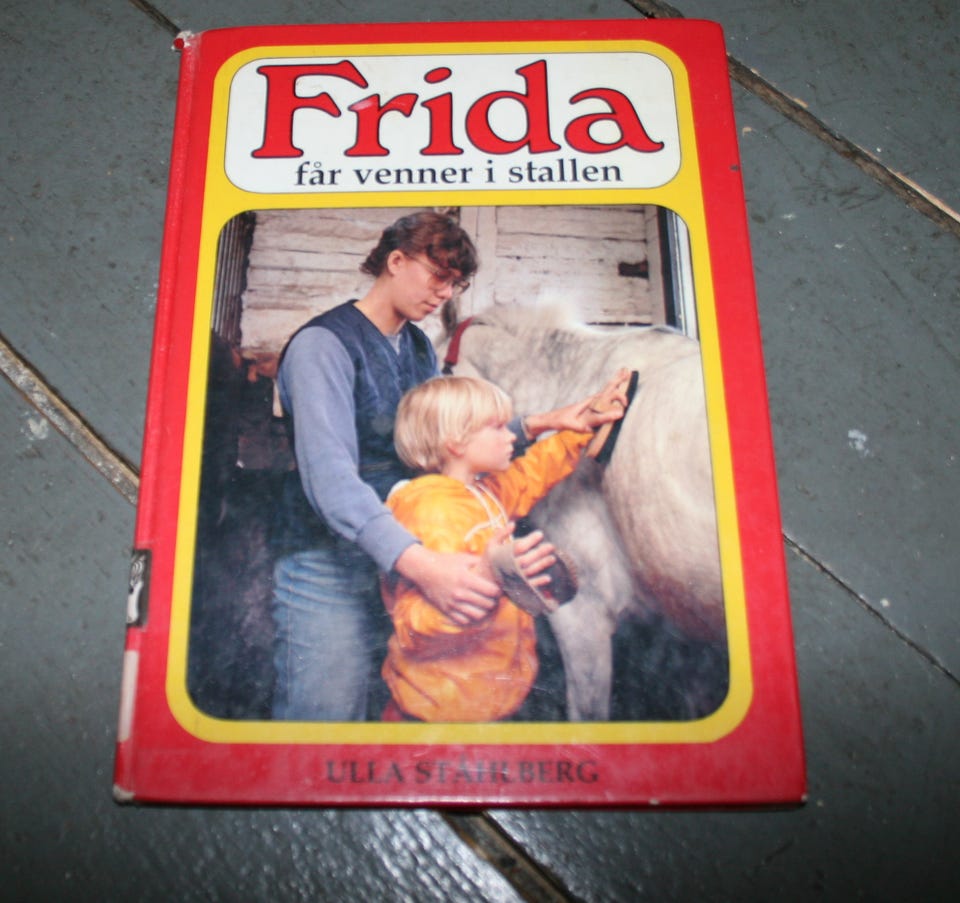 Frida
får venner i stallen
ULLA STÅHLBERG